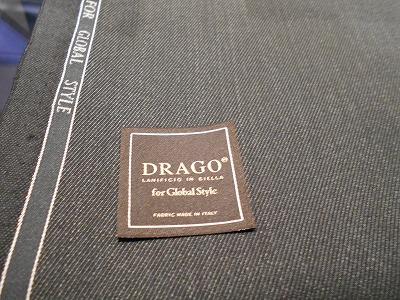 FOR GLOBAL STYLE
DRAGO®
LANIFICIO IN BIELLA
for Global Style
FABRIC MADE IN ITALY